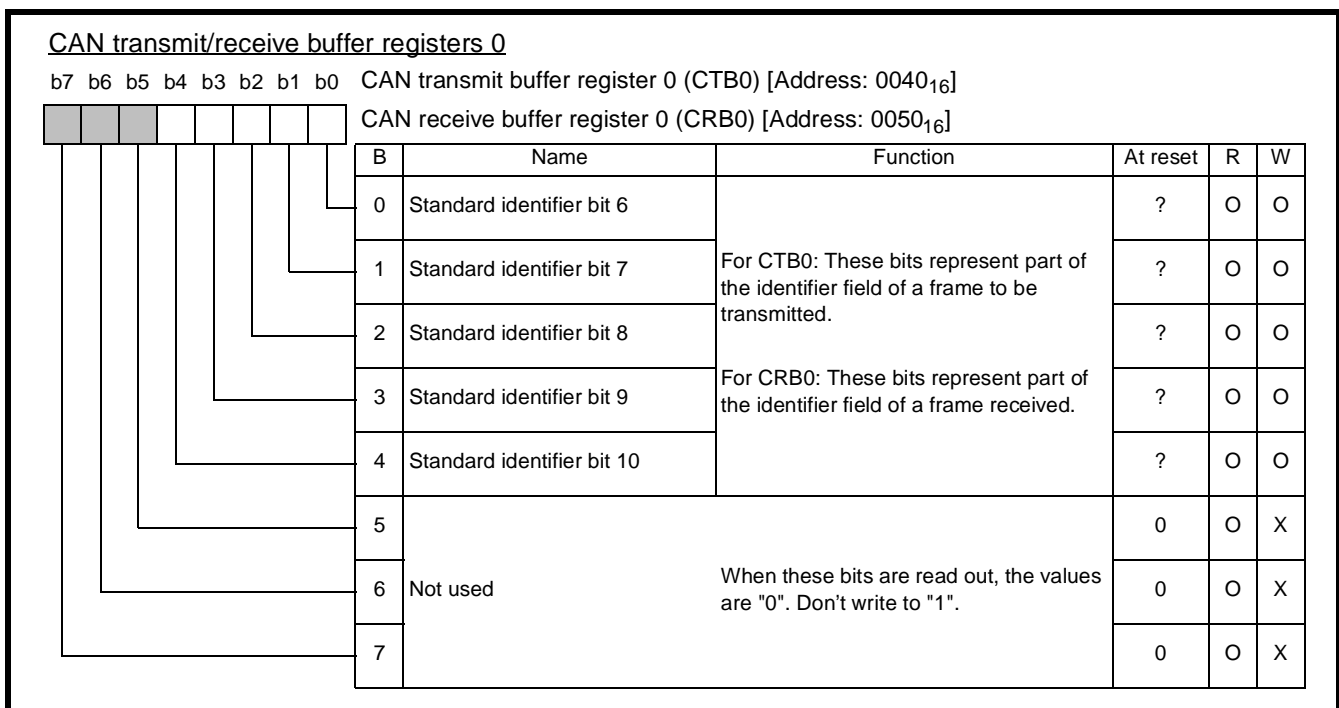 CAN transmit/receive buffer registers 0
b7 b6 b5 b4 b3 b2 b1 b0 CAN transmit buffer register 0 (CTB0) [Address: 0040₁₆]
CAN receive buffer register 0 (CRB0) [Address: 0050₁₆]
B Name Function At reset R W
0 Standard identifier bit 6 ? O O
1 Standard identifier bit 7 ? O O
2 Standard identifier bit 8 ? O O
3 Standard identifier bit 9 ? O O
4 Standard identifier bit 10 ? O O
For CTB0: These bits represent part of
the identifier field of a frame to be
transmitted.
For CRB0: These bits represent part of
the identifier field of a frame received.
5 0 O X
6 Not used 0 O X
7 0 O X
When these bits are read out, the values
are "0". Don’t write to "1".